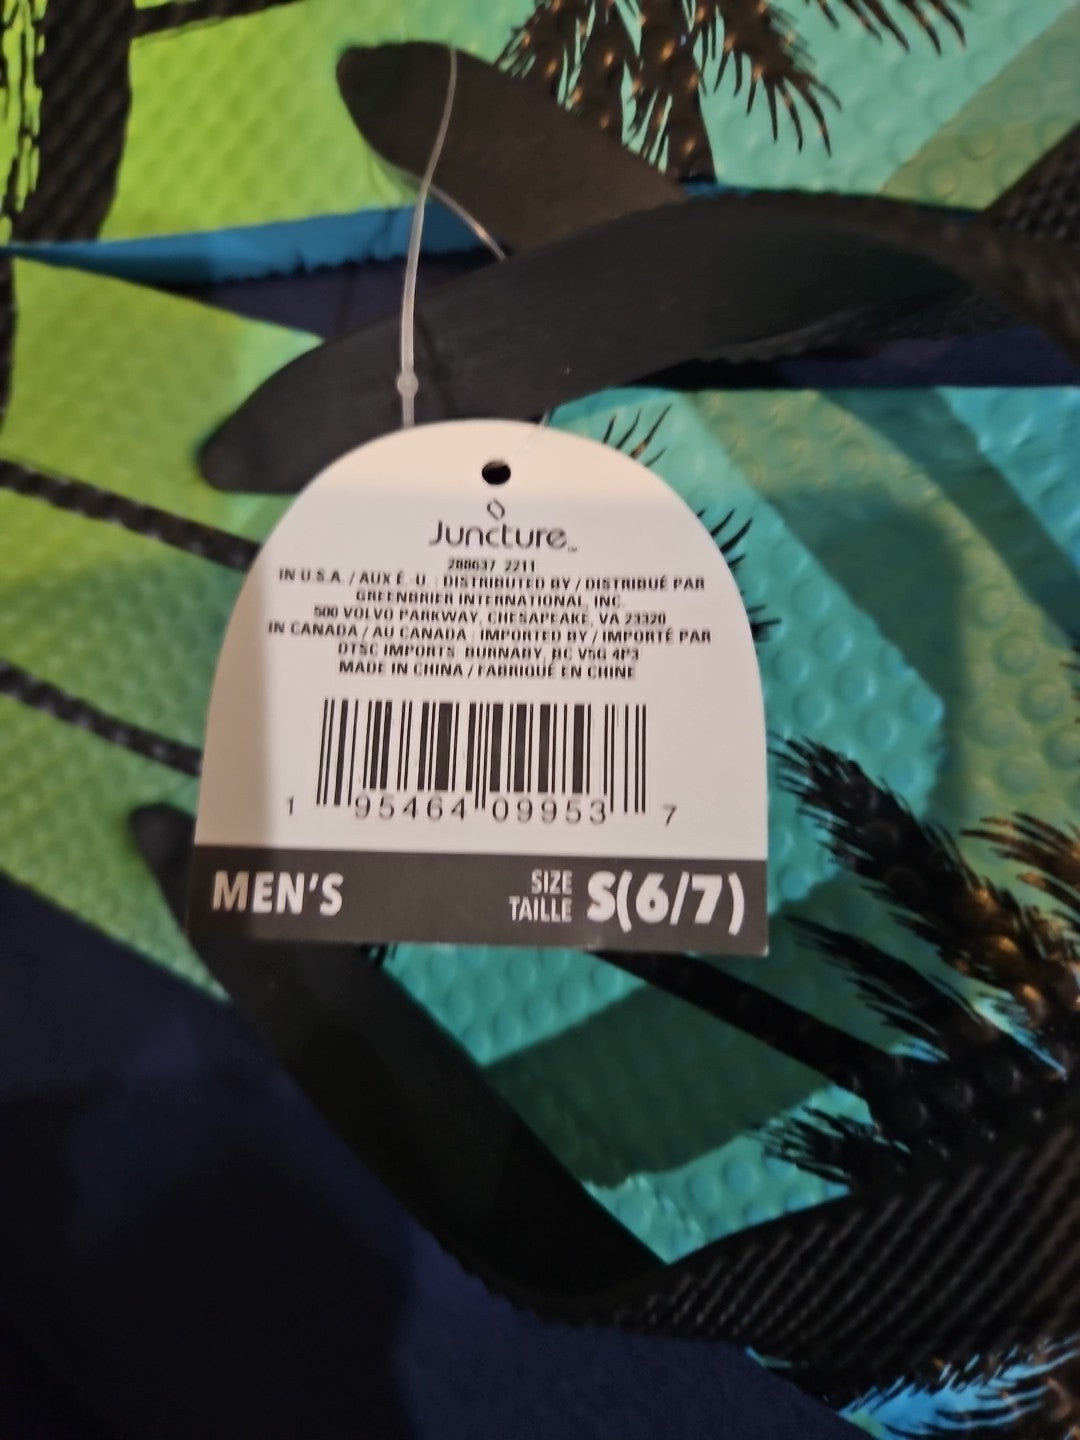 Juncture™
288637 2211
IN U.S.A. / AUX É.-U. : DISTRIBUTED BY / DISTRIBUÉ PAR
GREENBRIER INTERNATIONAL, INC.
500 VOLVO PARKWAY, CHESAPEAKE, VA 23320
IN CANADA / AU CANADA : IMPORTED BY / IMPORTÉ PAR
DTSC IMPORTS BURNABY, BC V5G 4P3
MADE IN CHINA / FABRIQUÉ EN CHINE
1 95464 09953 7
MEN'S
SIZE
TAILLE
S(6/7)